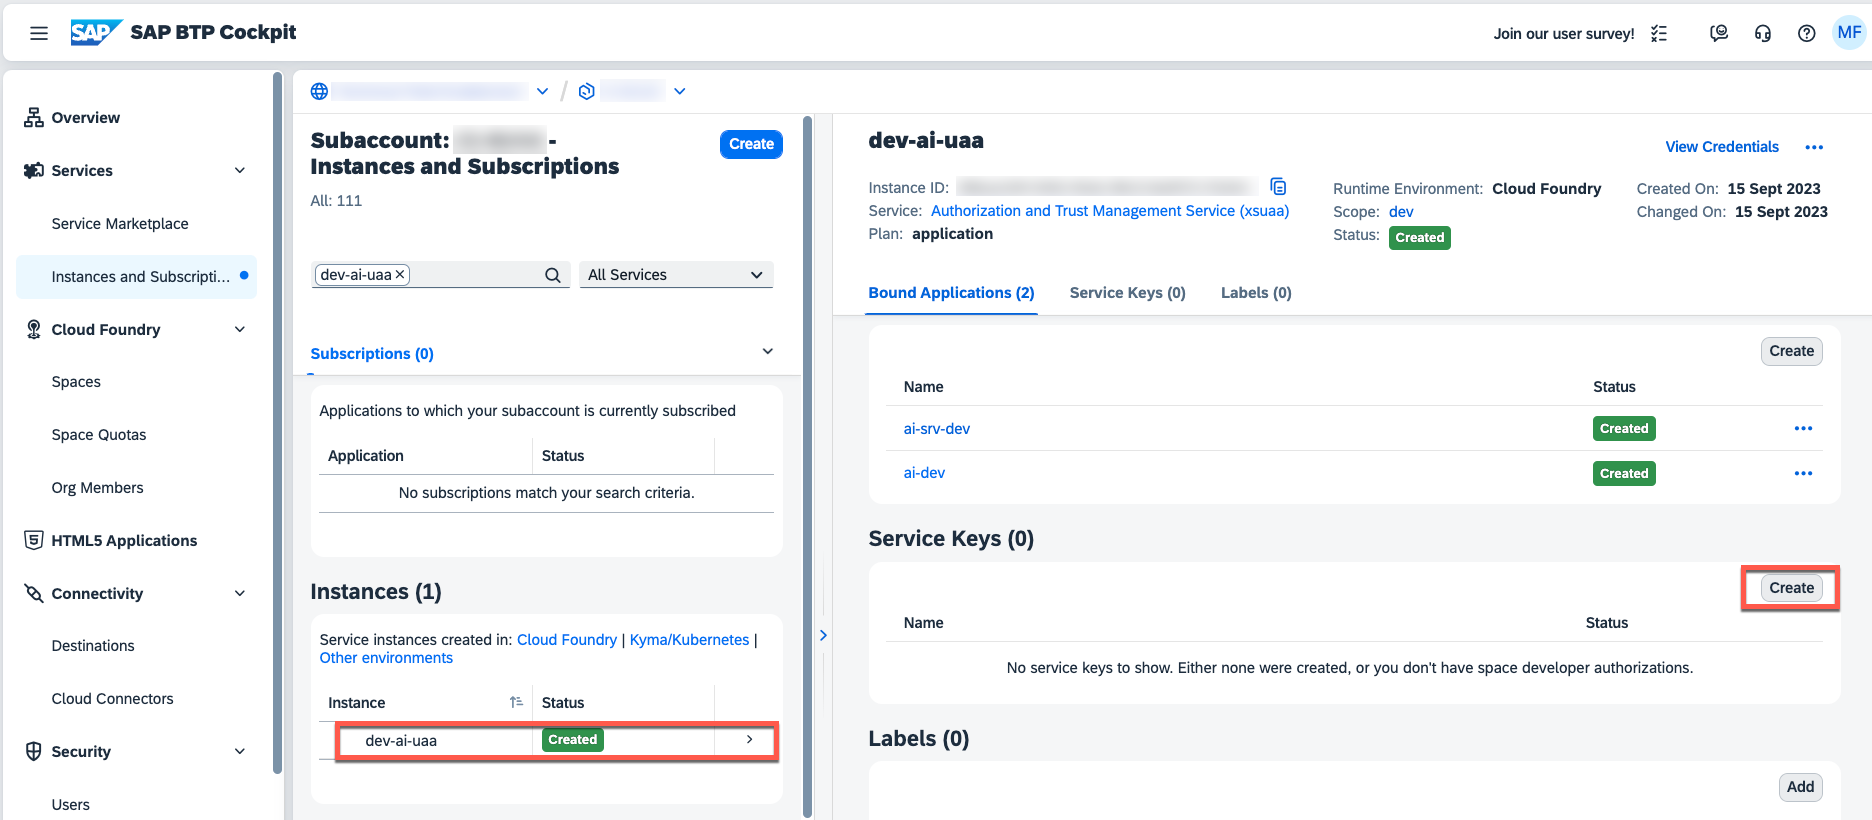 SAP
SAP BTP Cockpit
Join our user survey!
MF
Overview
Services
Service Marketplace
Instances and Subscripti...
Cloud Foundry
Spaces
Space Quotas
Org Members
HTML5 Applications
Connectivity
Destinations
Cloud Connectors
Security
Users
/
Subaccount: -
Instances and Subscriptions
Create
All: 111
dev-ai-uaa
All Services
Subscriptions (0)
Applications to which your subaccount is currently subscribed
Application Status
No subscriptions match your search criteria.
Instances (1)
Service instances created in: Cloud Foundry | Kyma/Kubernetes |
Other environments
Instance Status
dev-ai-uaa Created
dev-ai-uaa
View Credentials
Instance ID:
Service: Authorization and Trust Management Service (xsuaa)
Plan: application
Runtime Environment: Cloud Foundry
Scope: dev
Status: Created
Created On: 15 Sept 2023
Changed On: 15 Sept 2023
Bound Applications (2) Service Keys (0) Labels (0)
Create
Name Status
ai-srv-dev Created
ai-dev Created
Service Keys (0)
Create
Name Status
No service keys to show. Either none were created, or you don't have space developer authorizations.
Labels (0)
Add